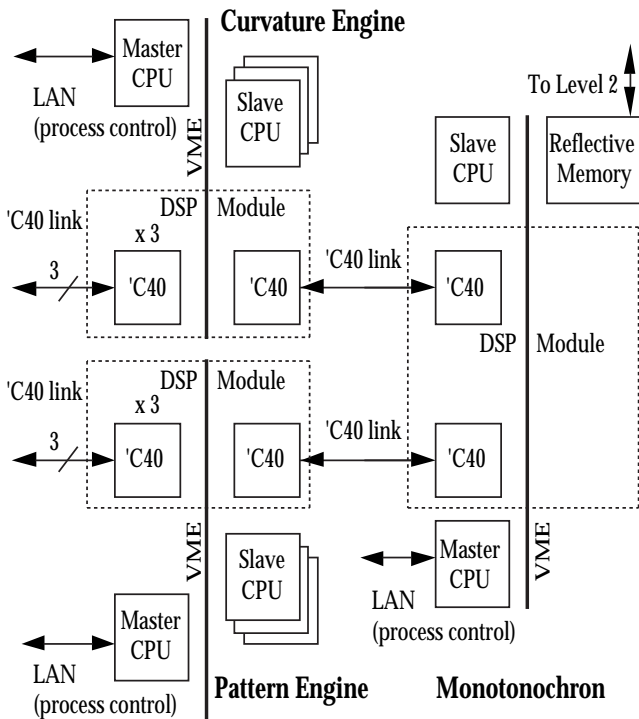 Curvature Engine
Master
CPU
LAN
(process control)
VME
Slave
CPU
To Level 2
Slave
CPU
Reflective
Memory
DSP Module
'C40 link
x 3
3
'C40
'C40
'C40 link
'C40
DSP Module
DSP Module
'C40 link
x 3
3
'C40
'C40
'C40 link
'C40
VME
Slave
CPU
Master
CPU
LAN
(process control)
VME
Master
CPU
LAN
(process control)
Pattern Engine
Monotonochron